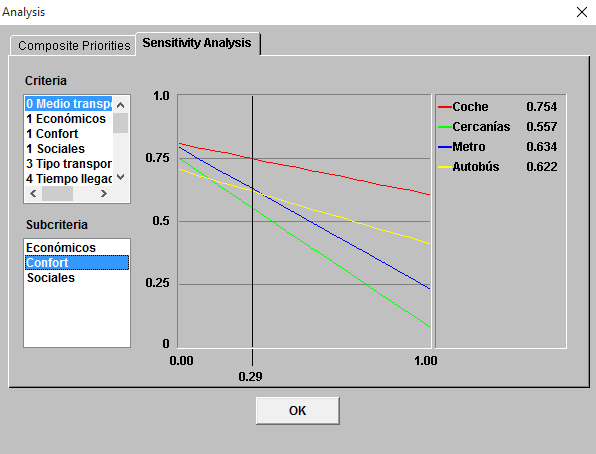 Analysis
Composite Priorities
Sensitivity Analysis
Criteria
0 Medio transpo
1 Económicos
1 Confort
1 Sociales
3 Tipo transpor
4 Tiempo llegac
Subcriteria
Económicos
Confort
Sociales
1.0
0.75
0.5
0.25
0
0.00
1.00
0.29
Coche 0.754
Cercanías 0.557
Metro 0.634
Autobús 0.622
OK